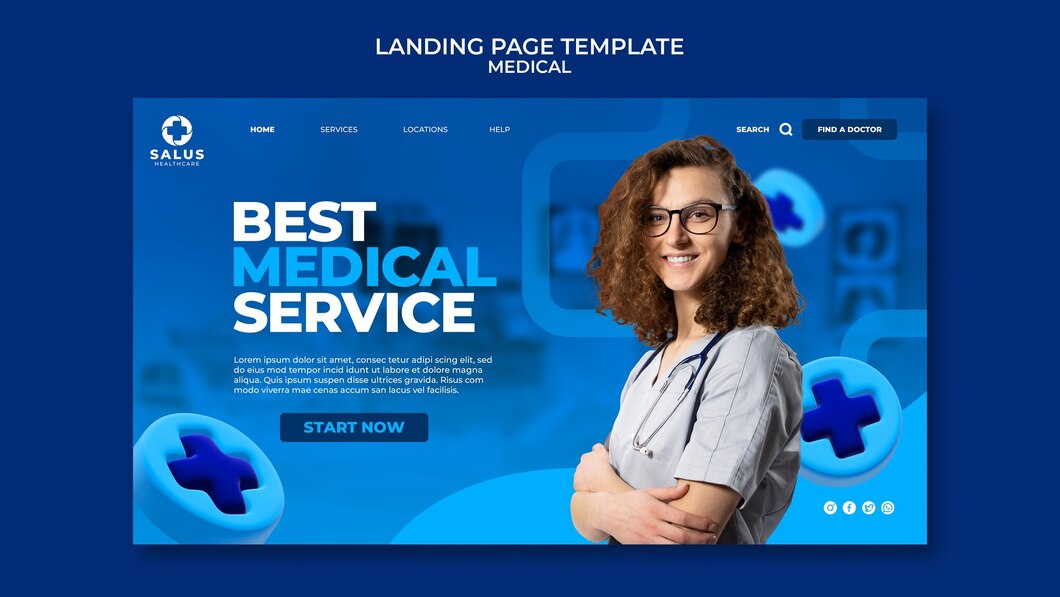 LANDING PAGE TEMPLATE
MEDICAL
SALUS
HEALTHCARE
HOME
SERVICES
LOCATIONS
HELP
SEARCH
FIND A DOCTOR
BEST
MEDICAL
SERVICE
Lorem ipsum dolor sit amet, consec tetur adipi scing elit, sed
do eius mod tempor incid idunt ut labore et dolore magna
aliqua. Quis ipsum suspen disse ultrices gravida. Risus com
modo viverra mae cenas accum san lacus vel facilisis.
START NOW